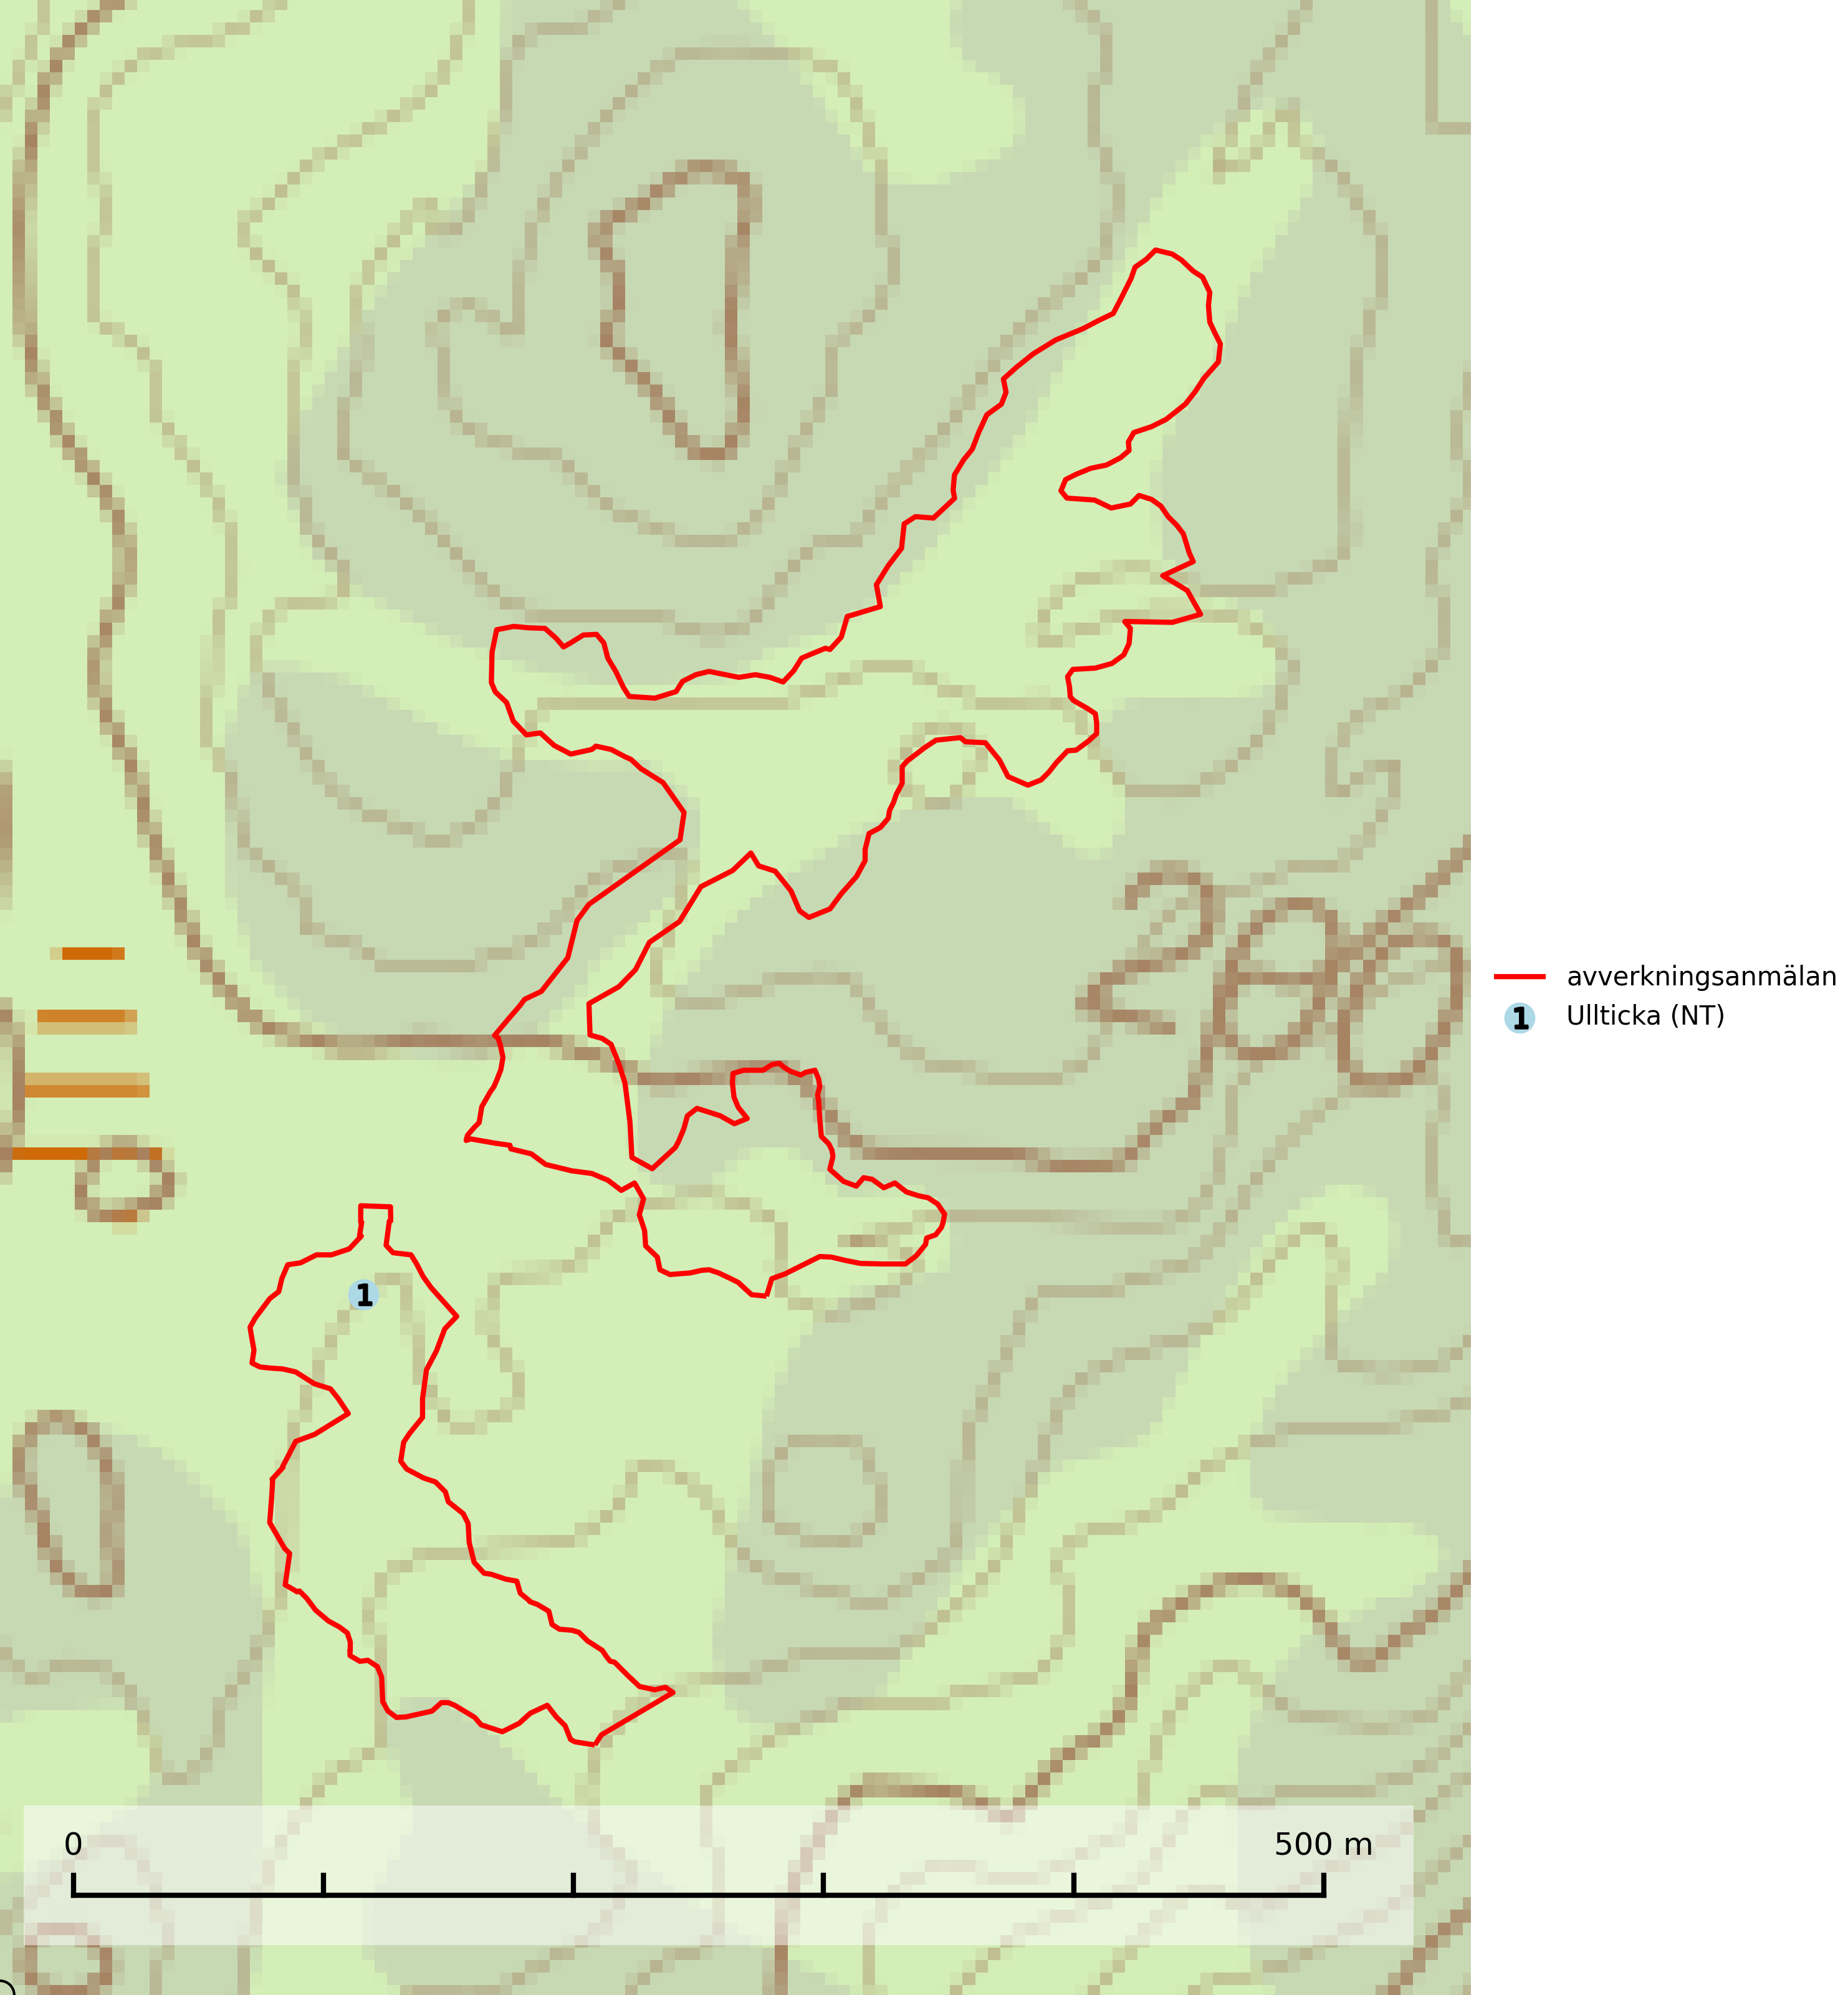 280
avverkningsanmälan
1 Ullticka (NT)
1
0 500 m